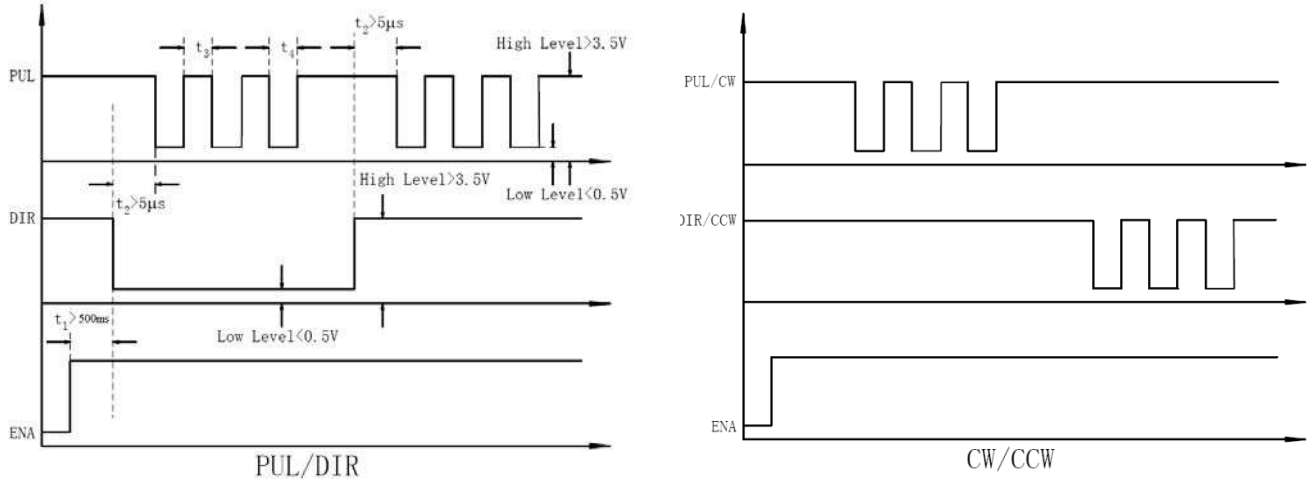 t2>5μs
t3
t4
High Level>3.5V
PUL
High Level>3.5V
Low Level<0.5V
t2>5μs
DIR
t1>500ms
Low Level<0.5V
ENA
PUL/DIR
PUL/CW
DIR/CCW
ENA
CW/CCW